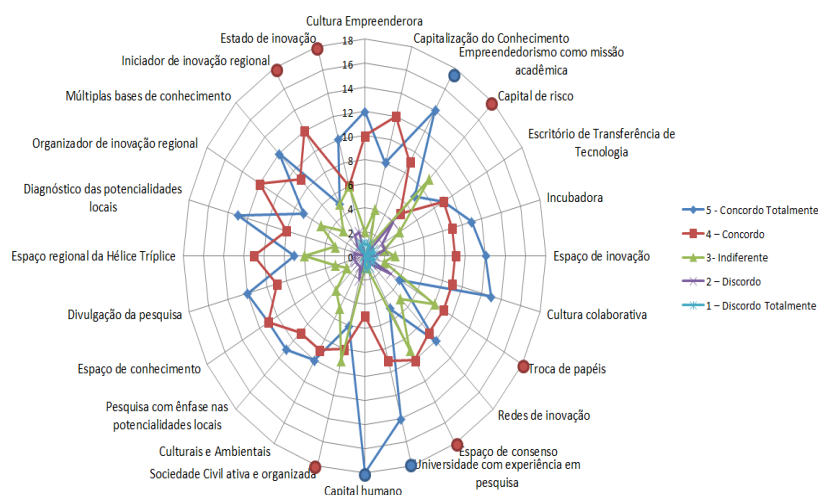 Cultura Empreenderora
Estado de inovação
18
Capitalização do Conhecimento
Iniciador de inovação regional
16
Empreendedorismo como missão
acadêmica
Múltiplas bases de conhecimento
14
Capital de risco
12
Organizador de inovação regional
10
Escritório de Transferência de
Tecnologia
8
Diagnóstico das potencialidades
locais
6
Incubadora
4
2
Espaço regional da Hélice Tríplice
0
Espaço de inovação
5 - Concordo Totalmente
4 – Concordo
3- Indiferente
2 – Discordo
1 – Discordo Totalmente
Divulgação da pesquisa
Cultura colaborativa
Espaço de conhecimento
Troca de papéis
Pesquisa com ênfase nas
potencialidades locais
Redes de inovação
Culturais e Ambientais
Espaço de consenso
Sociedade Civil ativa e organizada
Universidade com experiência em
pesquisa
Capital humano